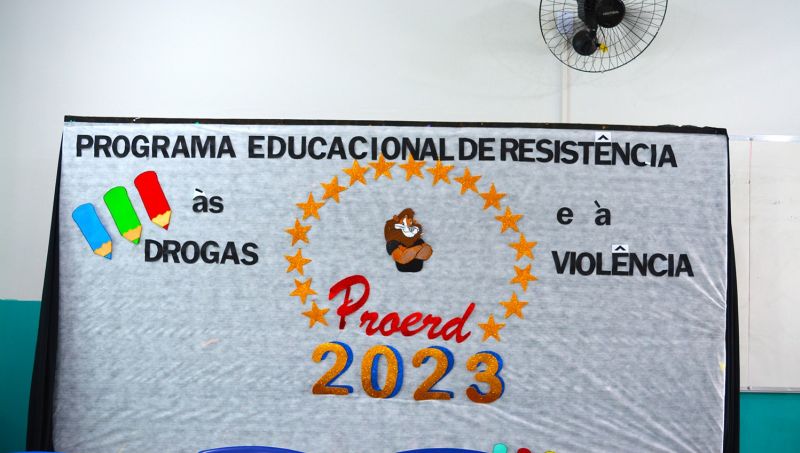 PROGRAMA EDUCACIONAL DE RESISTÊNCIA
às e à
DROGAS VIOLÊNCIA
Proerd
2023